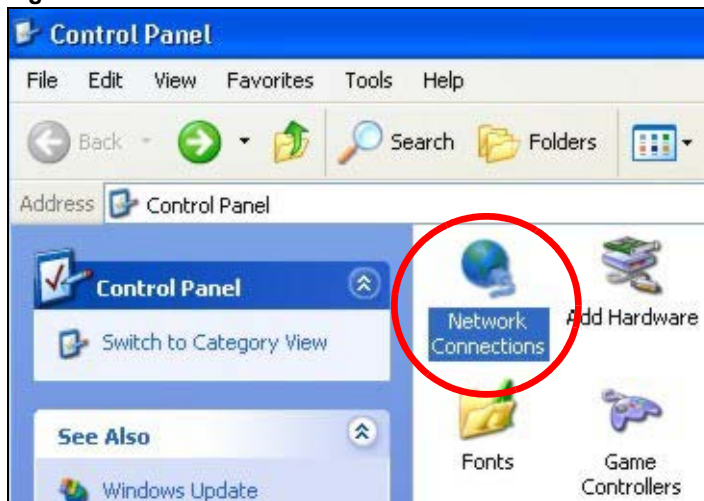 Control Panel
File Edit View Favorites Tools Help
Back Search Folders
Address Control Panel
Control Panel
Switch to Category View
See Also
Windows Update
Network
Connections
Add Hardware
Fonts
Game
Controllers